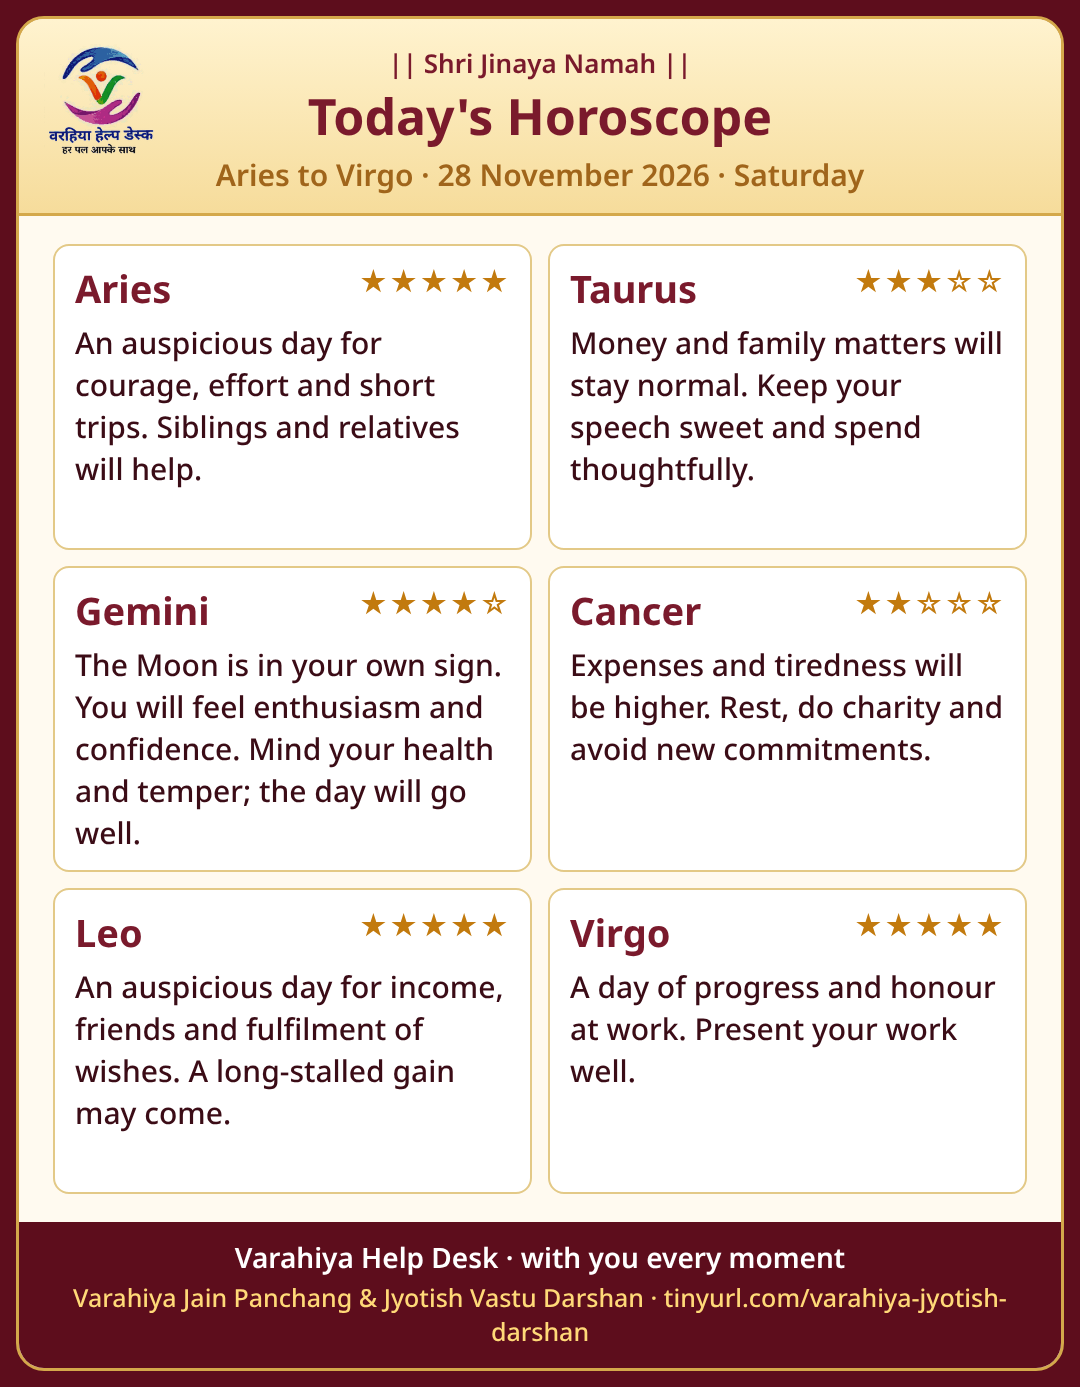 वरहिया हेल्प डेस्क
हर पल आपके साथ
|| Shri Jinaya Namah ||
Today's Horoscope
Aries to Virgo · 28 November 2026 · Saturday
Aries ★★★★★
An auspicious day for
courage, effort and short
trips. Siblings and relatives
will help.
Taurus ★★★☆☆
Money and family matters will
stay normal. Keep your
speech sweet and spend
thoughtfully.
Gemini ★★★★☆
The Moon is in your own sign.
You will feel enthusiasm and
confidence. Mind your health
and temper; the day will go
well.
Cancer ★★☆☆☆
Expenses and tiredness will
be higher. Rest, do charity and
avoid new commitments.
Leo ★★★★★
An auspicious day for income,
friends and fulfilment of
wishes. A long-stalled gain
may come.
Virgo ★★★★★
A day of progress and honour
at work. Present your work
well.
Varahiya Help Desk · with you every moment
Varahiya Jain Panchang & Jyotish Vastu Darshan · tinyurl.com/varahiya-jyotish-
darshan